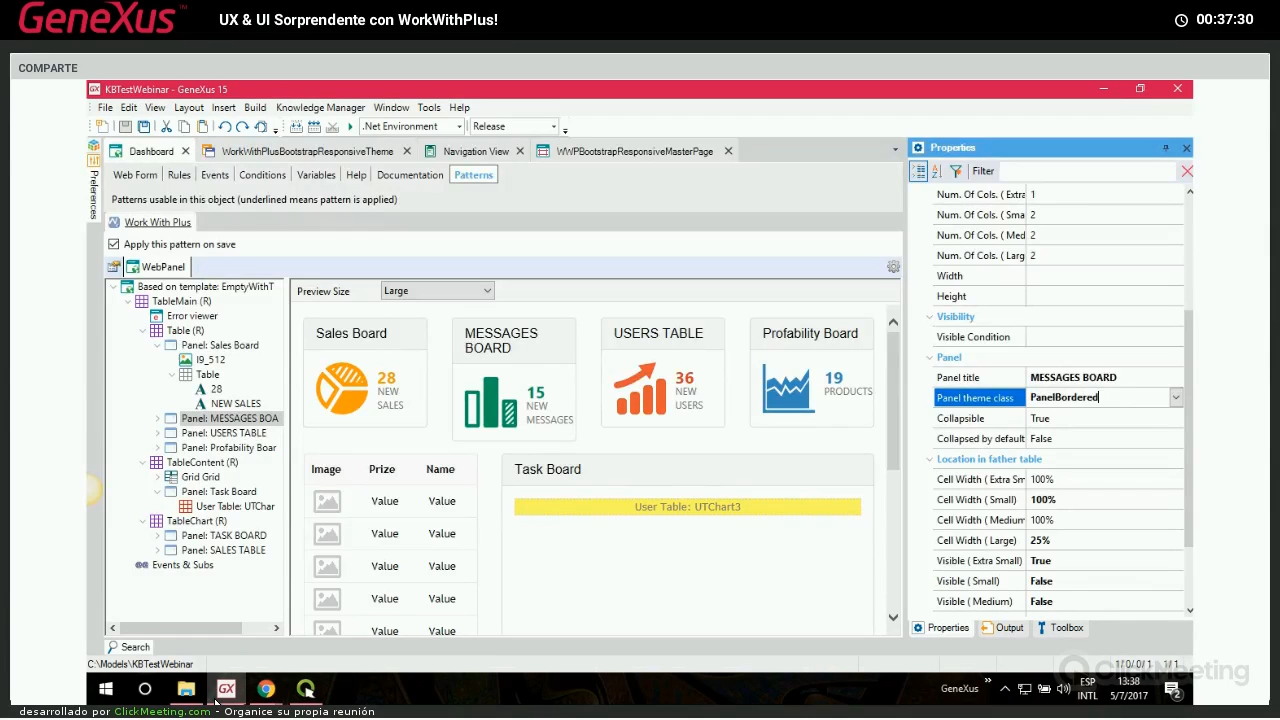 GeneXus™
UX & UI Sorprendente con WorkWithPlus!
00:37:30
COMPARTE
KBTestWebinar - GeneXus 15
File Edit View Layout Insert Build Knowledge Manager Window Tools Help
.Net Environment Release
Dashboard WorkWithPlusBootstrapResponsiveTheme Navigation View WWPBootstrapResponsiveMasterPage
Web Form Rules Events Conditions Variables Help Documentation Patterns
Patterns usable in this object (underlined means pattern is applied)
Work With Plus
Apply this pattern on save
WebPanel
Preferences
Based on template: EmptyWithT
TableMain (R)
Error viewer
Table (R)
Panel: Sales Board
I9_512
Table
28
NEW SALES
Panel: MESSAGES BOA
Panel: USERS TABLE
Panel: Profability Boar
TableContent (R)
Grid Grid
Panel: Task Board
User Table: UTChar
TableChart (R)
Panel: TASK BOARD
Panel: SALES TABLE
Events & Subs
Preview Size Large
Sales Board
28
NEW
SALES
MESSAGES
BOARD
15
NEW
MESSAGES
USERS TABLE
36
NEW
USERS
Profability Board
19
PRODUCTS
Image Prize Name
Value Value
Value Value
Value Value
Value Value
Value Value
Task Board
User Table: UTChart3
Properties
Filter
Num. Of Cols. ( Extra 1
Num. Of Cols. ( Sma 2
Num. Of Cols. ( Med 2
Num. Of Cols. ( Larg 2
Width
Height
Visibility
Visible Condition
Panel
Panel title MESSAGES BOARD
Panel theme class PanelBordered
Collapsible True
Collapsed by default False
Location in father table
Cell Width ( Extra Sm 100%
Cell Width ( Small) 100%
Cell Width ( Medium 100%
Cell Width ( Large) 25%
Visible ( Extra Small) True
Visible ( Small) False
Visible ( Medium) False
Properties Output Toolbox
Search
C:\Models\KBTestWebinar
1/1/0/1 1/1
GX
GeneXus
ESP
INTL
13:38
5/7/2017
2
ClickMeeting
desarrollado por ClickMeeting.com - Organice su propia reunión